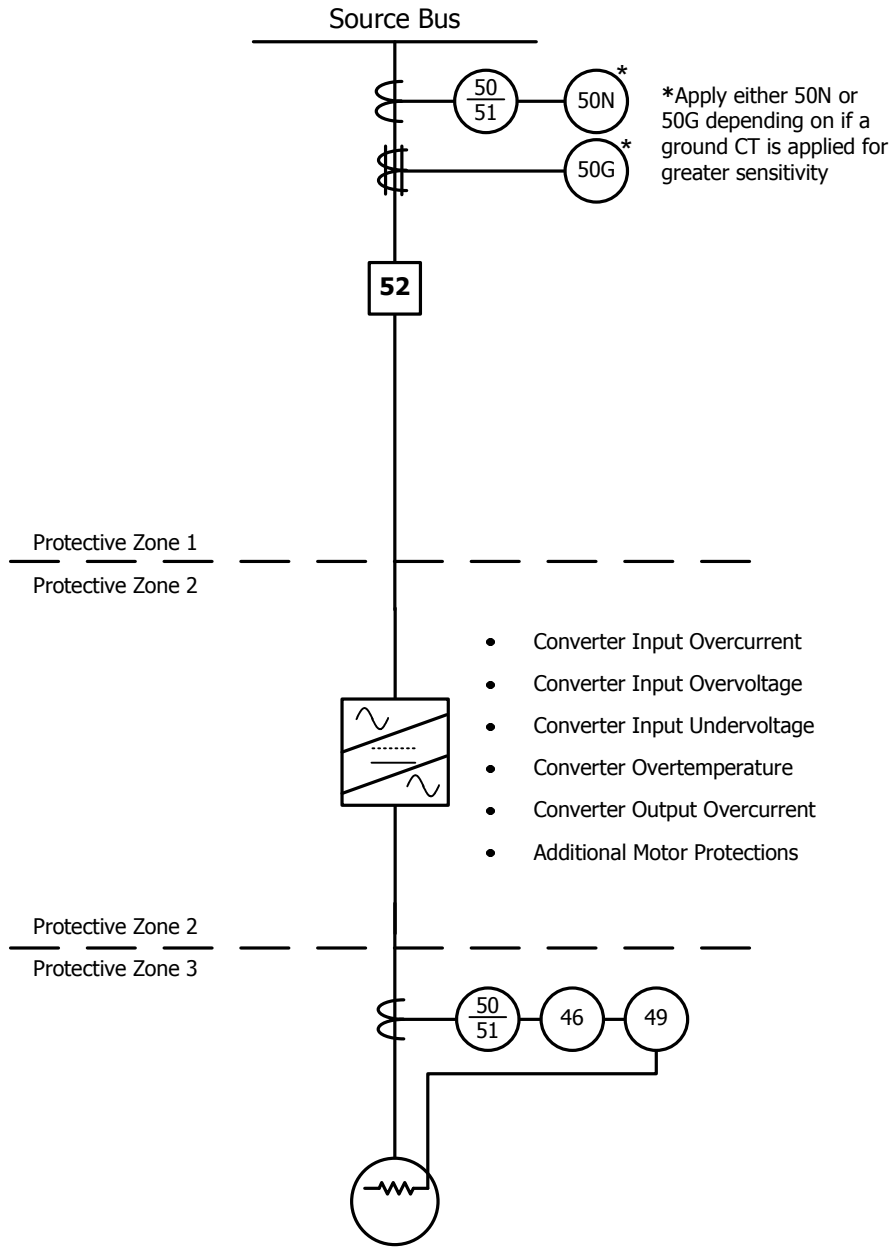 Source Bus
50
51
50N
*
*Apply either 50N or
50G depending on if a
ground CT is applied for
greater sensitivity
50G
*
52
Protective Zone 1
Protective Zone 2
• Converter Input Overcurrent
• Converter Input Overvoltage
• Converter Input Undervoltage
• Converter Overtemperature
• Converter Output Overcurrent
• Additional Motor Protections
Protective Zone 2
Protective Zone 3
50
51
46
49